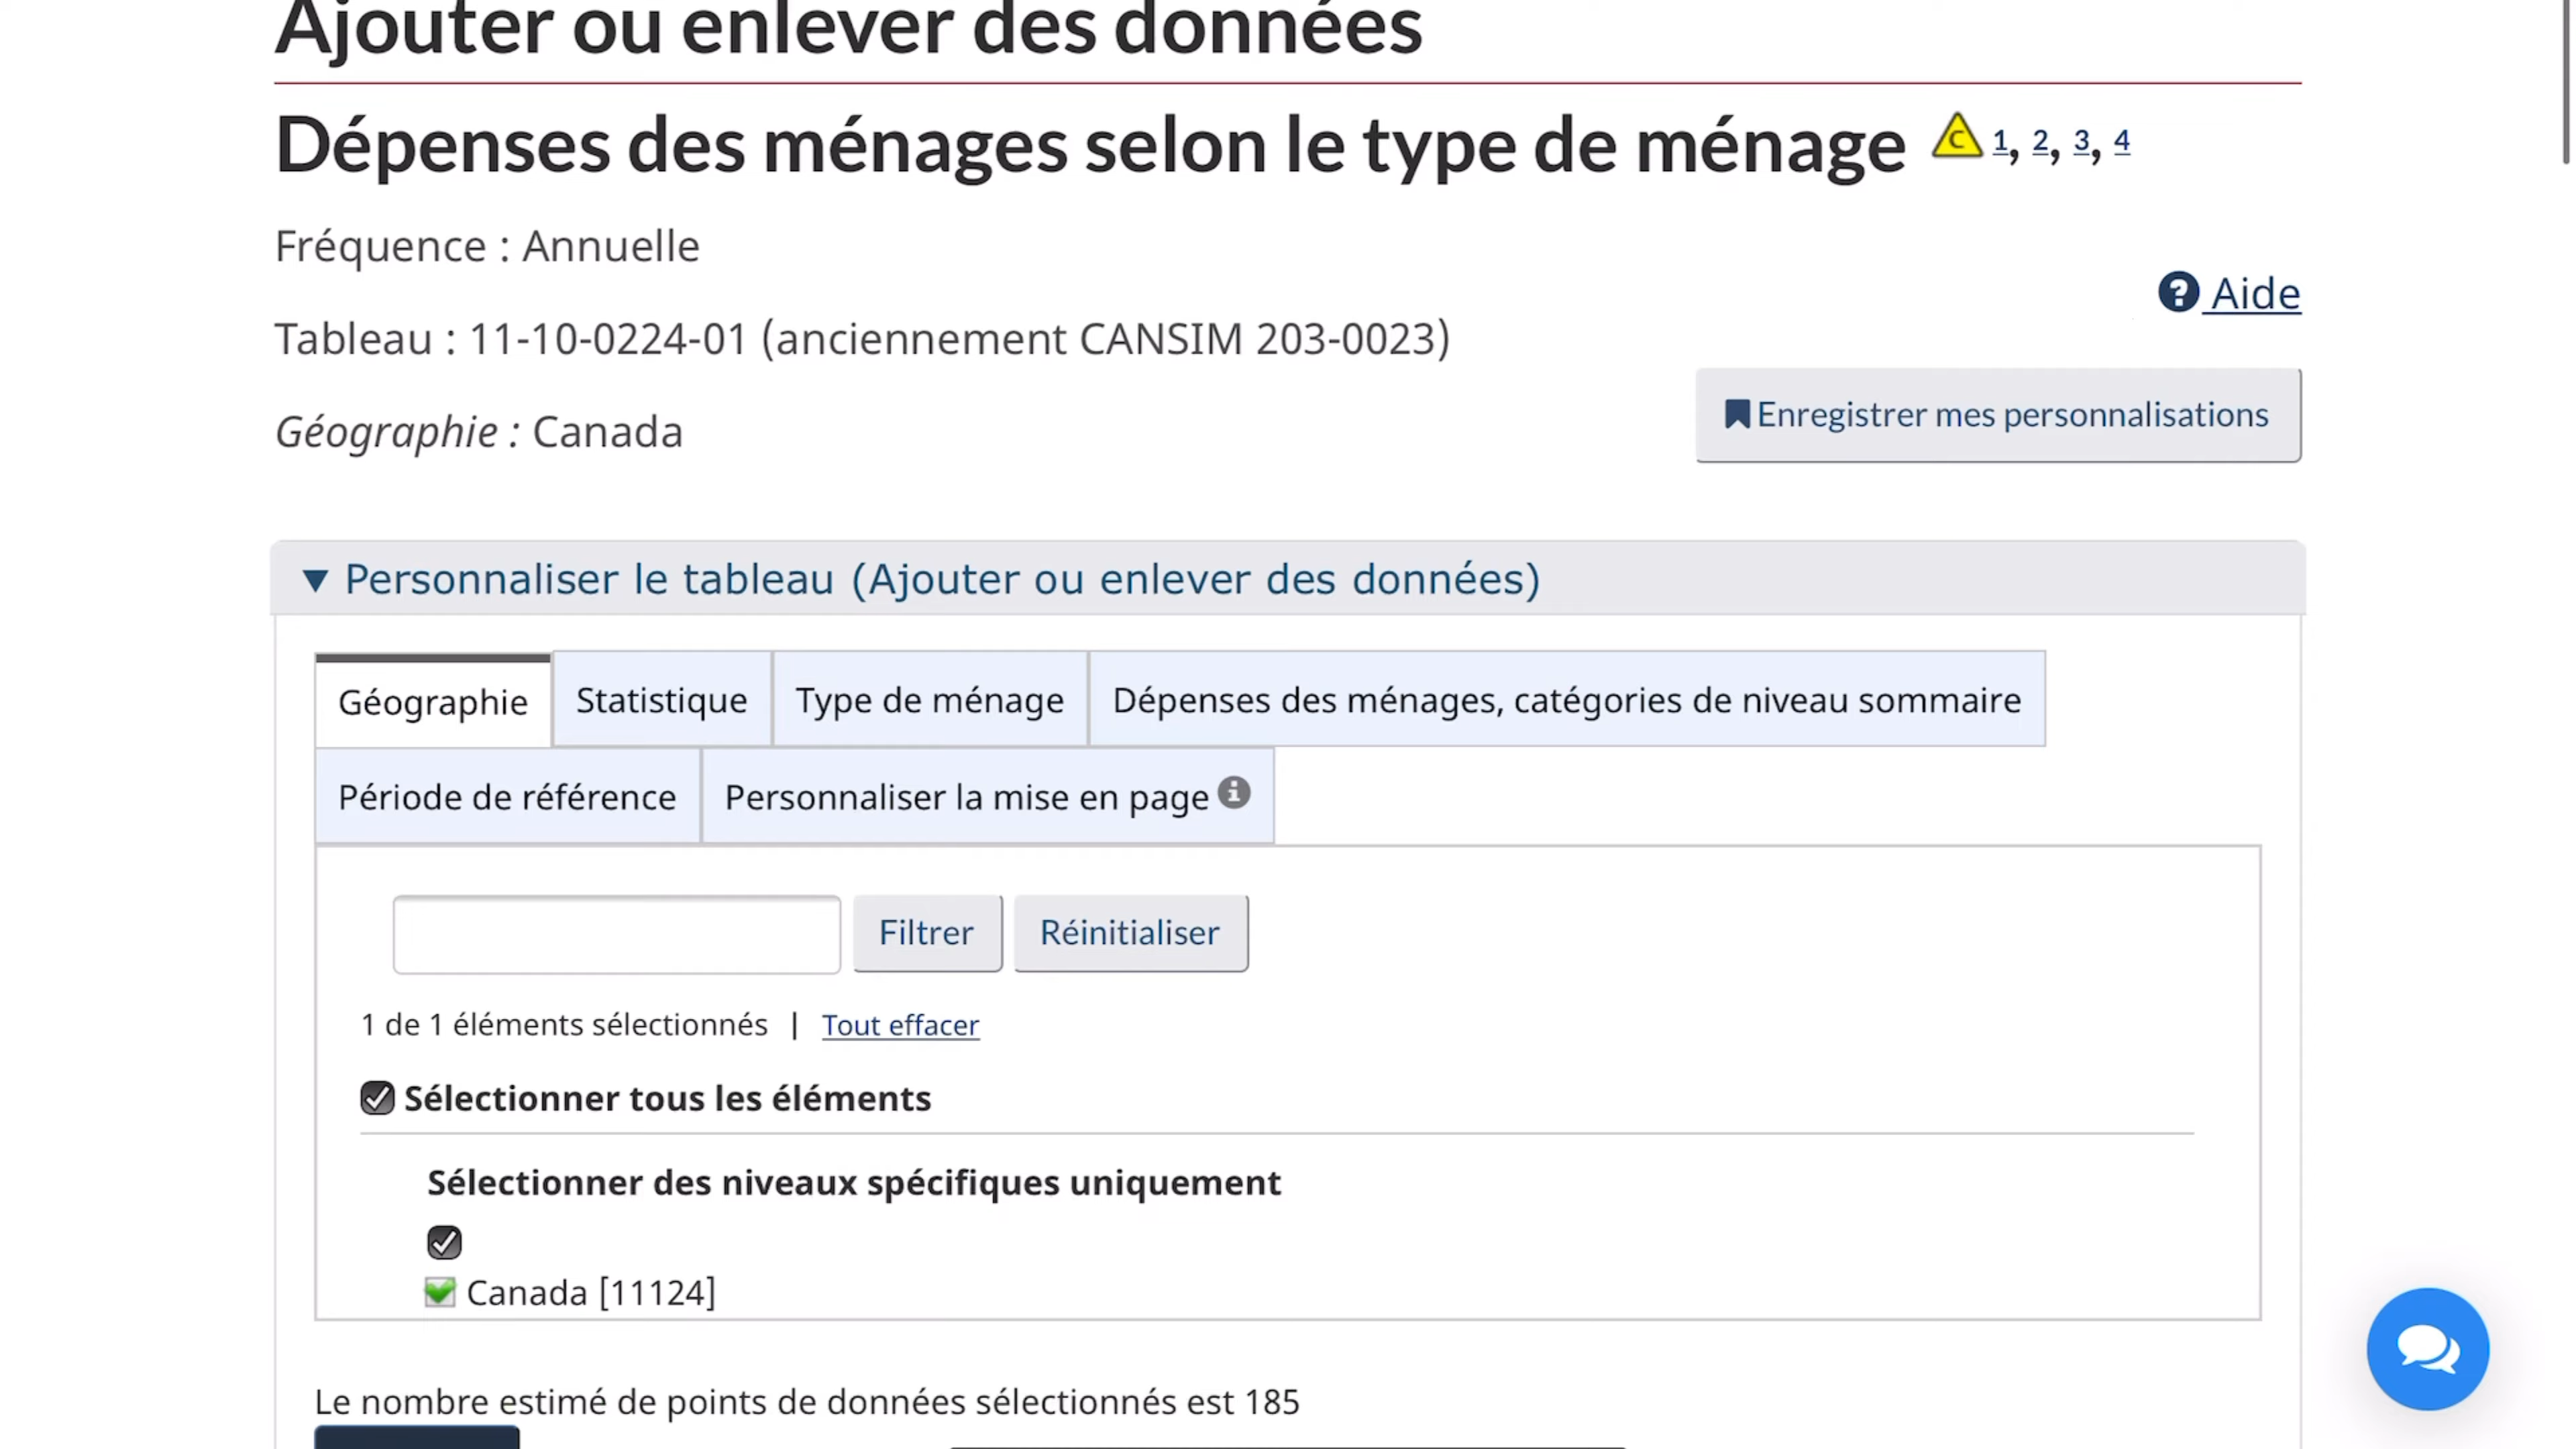 Ajouter ou enlever des données
Dépenses des ménages selon le type de ménage C 1, 2, 3, 4
Fréquence : Annuelle
Aide
Tableau : 11-10-0224-01 (anciennement CANSIM 203-0023)
Enregistrer mes personnalisations
Géographie : Canada
Personnaliser le tableau (Ajouter ou enlever des données)
Géographie Statistique Type de ménage Dépenses des ménages, catégories de niveau sommaire
Période de référence Personnaliser la mise en page
Filtrer Réinitialiser
1 de 1 éléments sélectionnés | Tout effacer
Sélectionner tous les éléments
Sélectionner des niveaux spécifiques uniquement
Canada [11124]
Le nombre estimé de points de données sélectionnés est 185